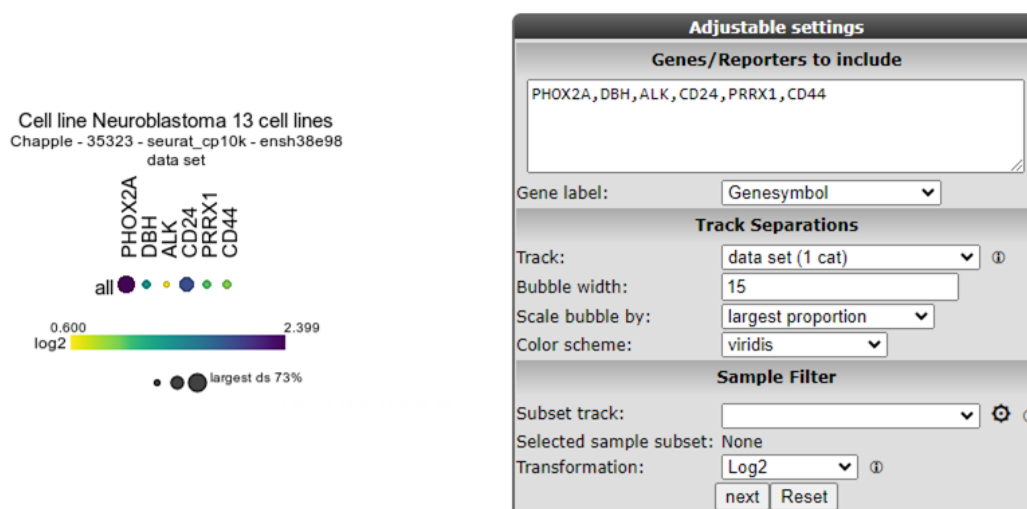 Cell line Neuroblastoma 13 cell lines
Chapple - 35323 - seurat_cp10k - ensh38e98
data set
PHOX2A
DBH
ALK
CD24
PRRX1
CD44
all
0.600 2.399
log2
largest ds 73%
Adjustable settings
Genes/Reporters to include
PHOX2A,DBH,ALK,CD24,PRRX1,CD44
Gene label: Genesymbol
Track Separations
Track: data set (1 cat)
Bubble width: 15
Scale bubble by: largest proportion
Color scheme: viridis
Sample Filter
Subset track:
Selected sample subset: None
Transformation: Log2
next Reset